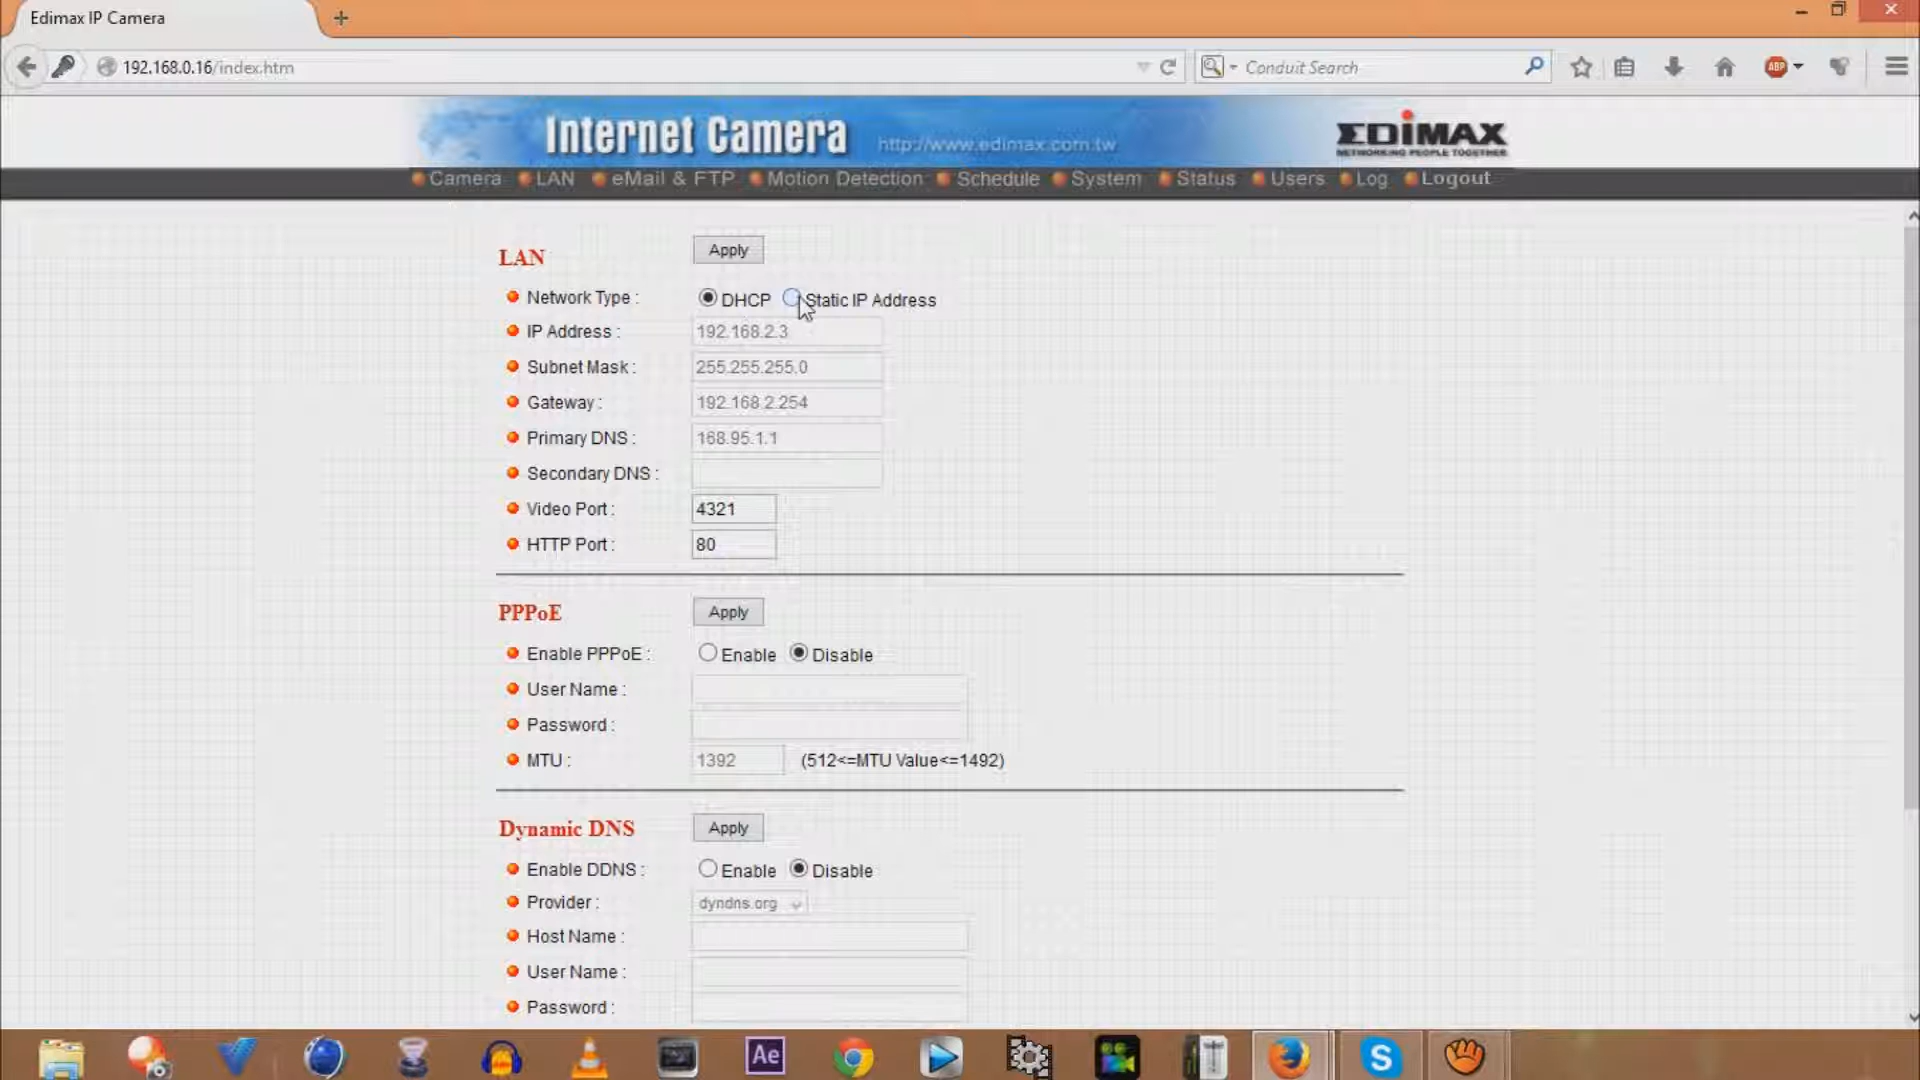 Edimax IP Camera
192.168.0.16/index.htm
Conduit Search
ABP
Internet Camera
http://www.edimax.com.tw
EDIMAX
NETWORKING PEOPLE TOGETHER
Camera LAN eMail & FTP Motion Detection Schedule System Status Users Log Logout
LAN Apply
Network Type : DHCP Static IP Address
IP Address : 192.168.2.3
Subnet Mask : 255.255.255.0
Gateway : 192.168.2.254
Primary DNS : 168.95.1.1
Secondary DNS :
Video Port : 4321
HTTP Port : 80
PPPoE Apply
Enable PPPoE : Enable Disable
User Name :
Password :
MTU : 1392 (512<=MTU Value<=1492)
Dynamic DNS Apply
Enable DDNS : Enable Disable
Provider : dyndns.org
Host Name :
User Name :
Password :
Ae
S